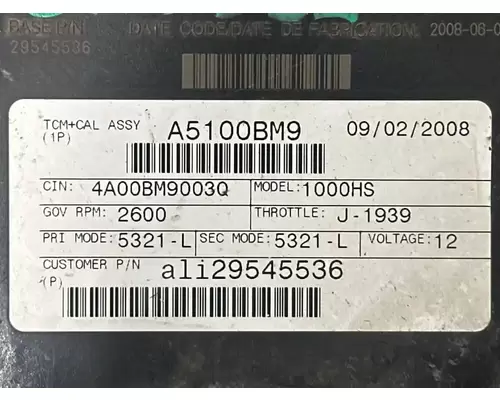 BASE P/N DATE CODE/DATE DE FABRICATION: 2008-06-0
29545536
TCM+CAL ASSY A5100BM9 09/02/2008
(1P)
CIN: 4A00BM9003Q MODEL: 1000HS
GOV RPM: 2600 THROTTLE: J-1939
PRI MODE: 5321-L SEC MODE: 5321-L VOLTAGE: 12
CUSTOMER P/N ali29545536
(P)